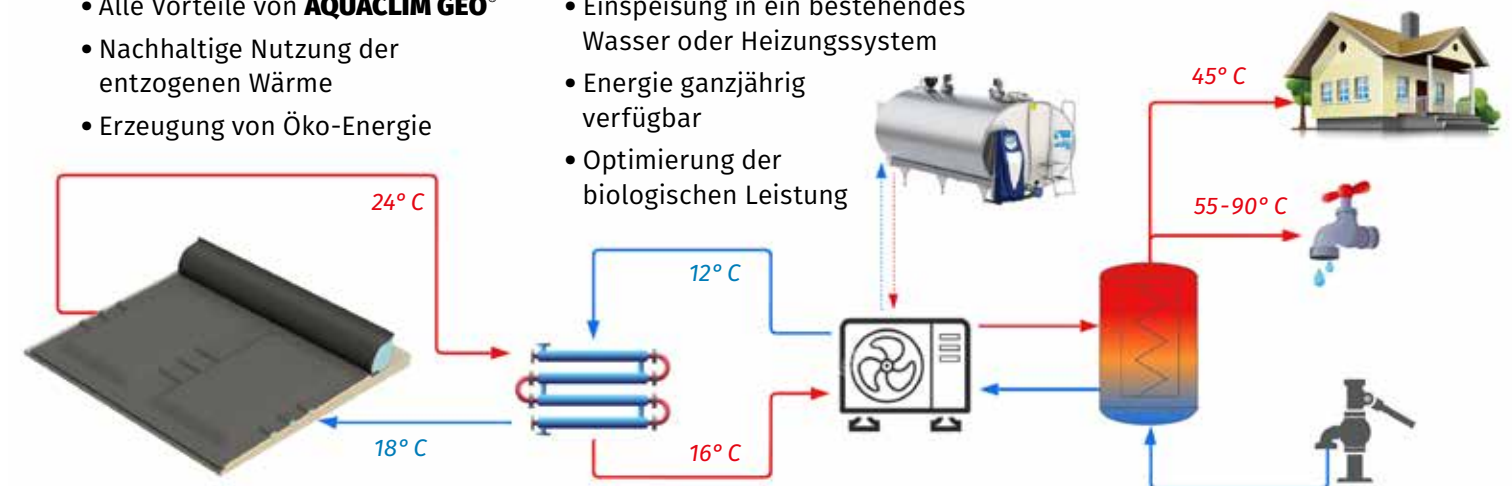 • Alle Vorteile von AQUACLIM GEO®
• Nachhaltige Nutzung der
entzogenen Wärme
• Erzeugung von Öko-Energie
• Einspeisung in ein bestehendes
Wasser oder Heizungssystem
• Energie ganzjährig
verfügbar
• Optimierung der
biologischen Leistung
45° C
24° C
55-90° C
12° C
18° C
16° C